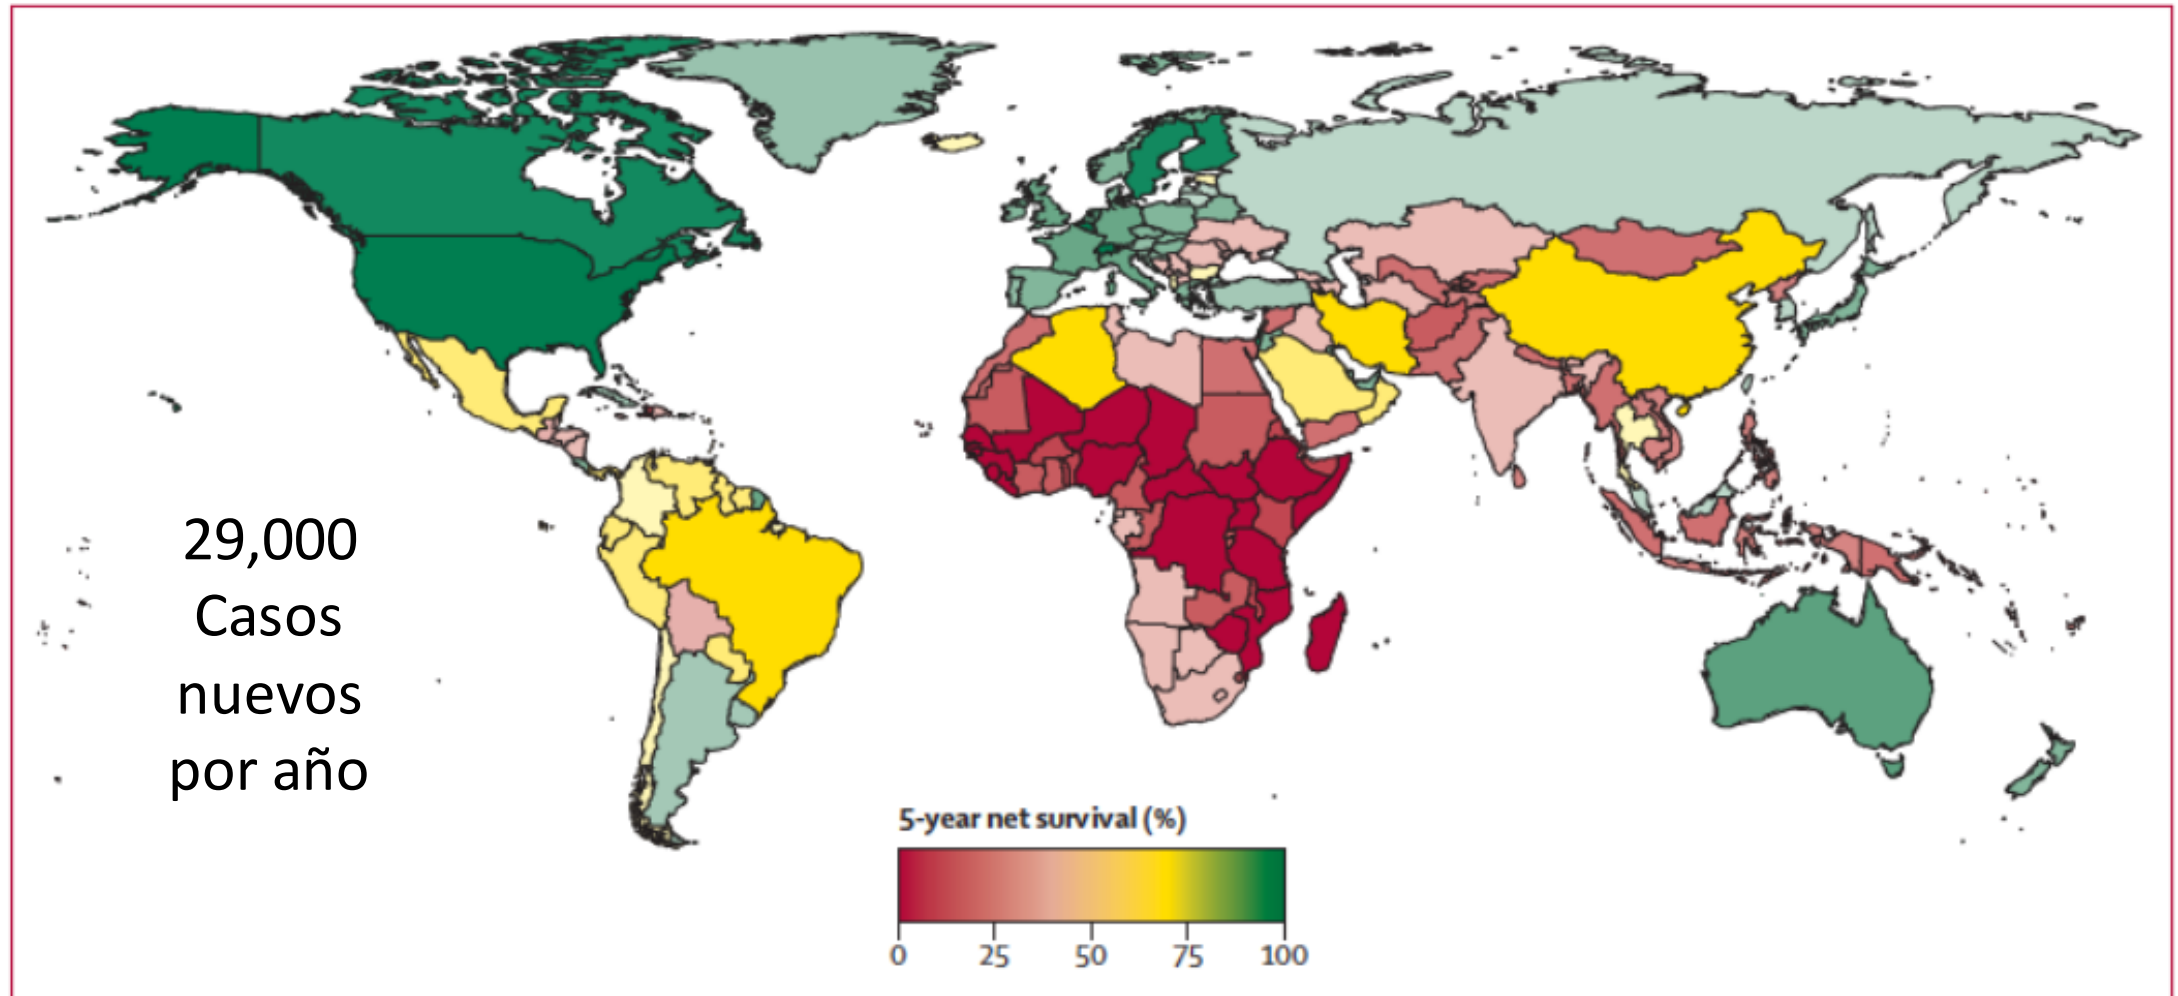 29,000
Casos
nuevos
por año
5-year net survival (%)
0 25 50 75 100